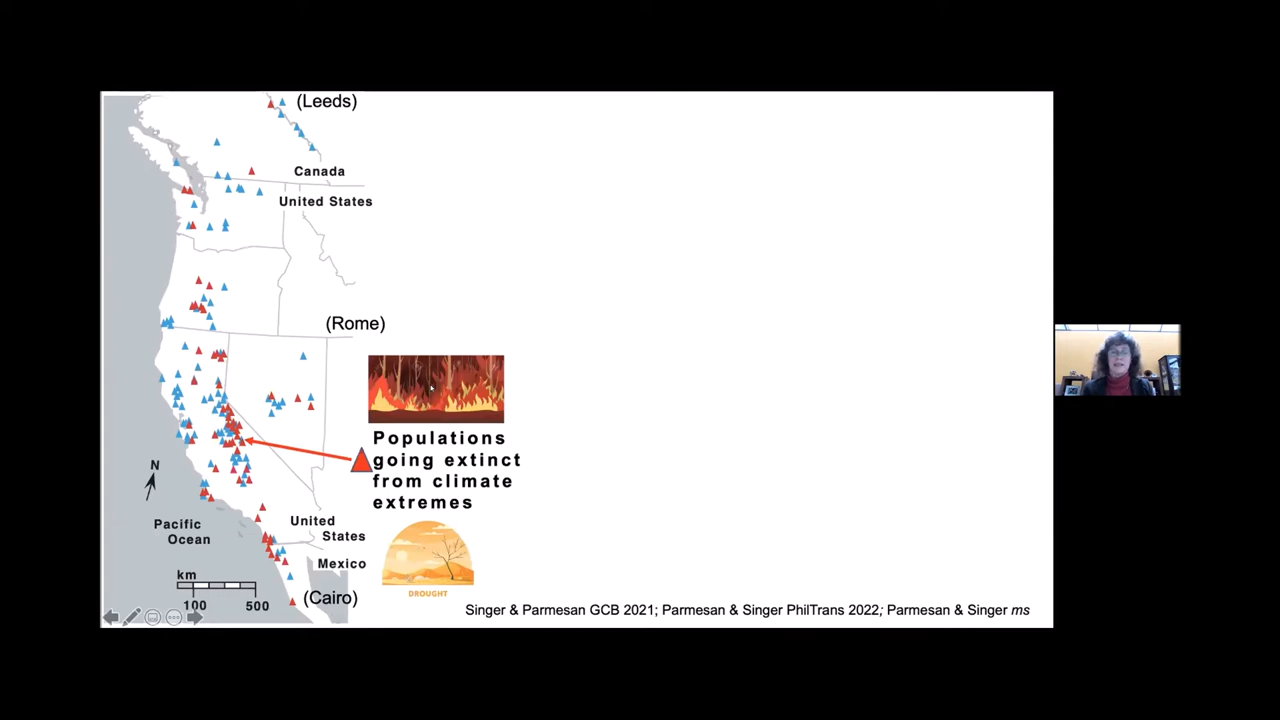 (Leeds)
Canada
United States
(Rome)
Populations
going extinct
from climate
extremes
N
Pacific
Ocean
United
States
Mexico
km
100 500
(Cairo)
DROUGHT
Singer & Parmesan GCB 2021; Parmesan & Singer PhilTrans 2022; Parmesan & Singer ms